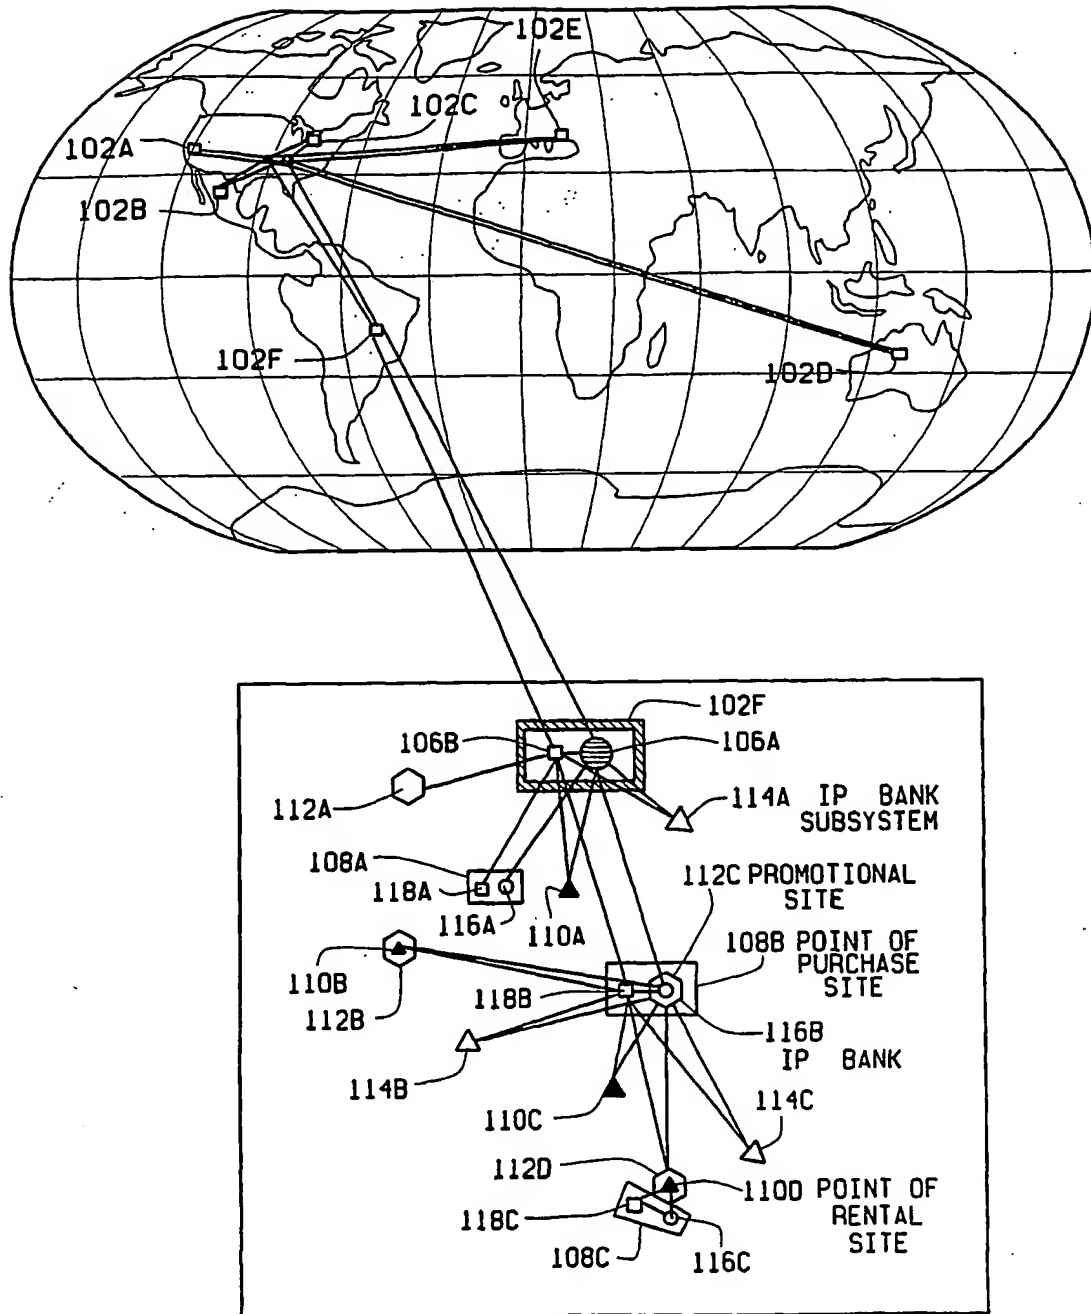 102E
102C
102A
102B
102F
102D
102F
106B
106A
112A
114A IP BANK
SUBSYSTEM
108A
118A
116A
110A
112C PROMOTIONAL
SITE
110B
112B
118B
108B POINT OF
PURCHASE
SITE
116B
IP BANK
114B
110C
114C
112D
110D POINT OF
RENTAL
SITE
118C
108C
116C